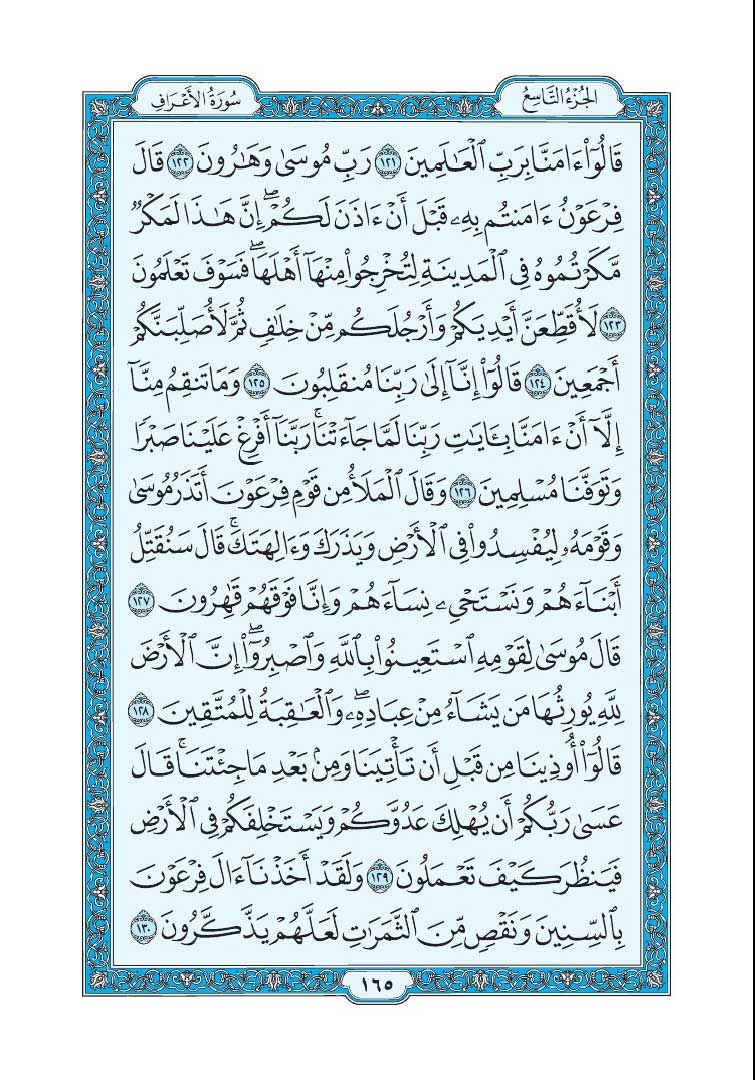 الجُزْءُ التَّاسِعُ
سُورَةُ الأَعْرَافِ
قَالُوٓاْ ءَامَنَّا بِرَبِّ ٱلۡعَٰلَمِينَ ١٢١ رَبِّ مُوسَىٰ وَهَٰرُونَ ١٢٢ قَالَ
فِرۡعَوۡنُ ءَامَنتُم بِهِۦ قَبۡلَ أَنۡ ءَاذَنَ لَكُمۡۖ إِنَّ هَٰذَا لَمَكۡرٞ
مَّكَرۡتُمُوهُ فِي ٱلۡمَدِينَةِ لِتُخۡرِجُواْ مِنۡهَآ أَهۡلَهَاۖ فَسَوۡفَ تَعۡلَمُونَ
١٢٣ لَأُقَطِّعَنَّ أَيۡدِيَكُمۡ وَأَرۡجُلَكُم مِّنۡ خِلَٰفٖ ثُمَّ لَأُصَلِّبَنَّكُمۡ
أَجۡمَعِينَ ١٢٤ قَالُوٓاْ إِنَّآ إِلَىٰ رَبِّنَا مُنقَلِبُونَ ١٢٥ وَمَا تَنقِمُ مِنَّآ
إِلَّآ أَنۡ ءَامَنَّا بِـَٔايَٰتِ رَبِّنَا لَمَّا جَآءَتۡنَاۚ رَبَّنَآ أَفۡرِغۡ عَلَيۡنَا صَبۡرٗا
وَتَوَفَّنَا مُسۡلِمِينَ ١٢٦ وَقَالَ ٱلۡمَلَأُ مِن قَوۡمِ فِرۡعَوۡنَ أَتَذَرُ مُوسَىٰ
وَقَوۡمَهُۥ لِيُفۡسِدُواْ فِي ٱلۡأَرۡضِ وَيَذَرَكَ وَءَالِهَتَكَۚ قَالَ سَنُقَتِّلُ
أَبۡنَآءَهُمۡ وَنَسۡتَحۡيِۦ نِسَآءَهُمۡ وَإِنَّا فَوۡقَهُمۡ قَٰهِرُونَ ١٢٧
قَالَ مُوسَىٰ لِقَوۡمِهِ ٱسۡتَعِينُواْ بِٱللَّهِ وَٱصۡبِرُوٓاْۖ إِنَّ ٱلۡأَرۡضَ
لِلَّهِ يُورِثُهَا مَن يَشَآءُ مِنۡ عِبَادِهِۦۖ وَٱلۡعَٰقِبَةُ لِلۡمُتَّقِينَ ١٢٨
قَالُوٓاْ أُوذِينَا مِن قَبۡلِ أَن تَأۡتِيَنَا وَمِنۢ بَعۡدِ مَا جِئۡتَنَاۚ قَالَ
عَسَىٰ رَبُّكُمۡ أَن يُهۡلِكَ عَدُوَّكُمۡ وَيَسۡتَخۡلِفَكُمۡ فِي ٱلۡأَرۡضِ
فَيَنظُرَ كَيۡفَ تَعۡمَلُونَ ١٢٩ وَلَقَدۡ أَخَذۡنَآ ءَالَ فِرۡعَوۡنَ
بِٱلسِّنِينَ وَنَقۡصٖ مِّنَ ٱلثَّمَرَٰتِ لَعَلَّهُمۡ يَذَّكَّرُونَ ١٣٠
١٦٥